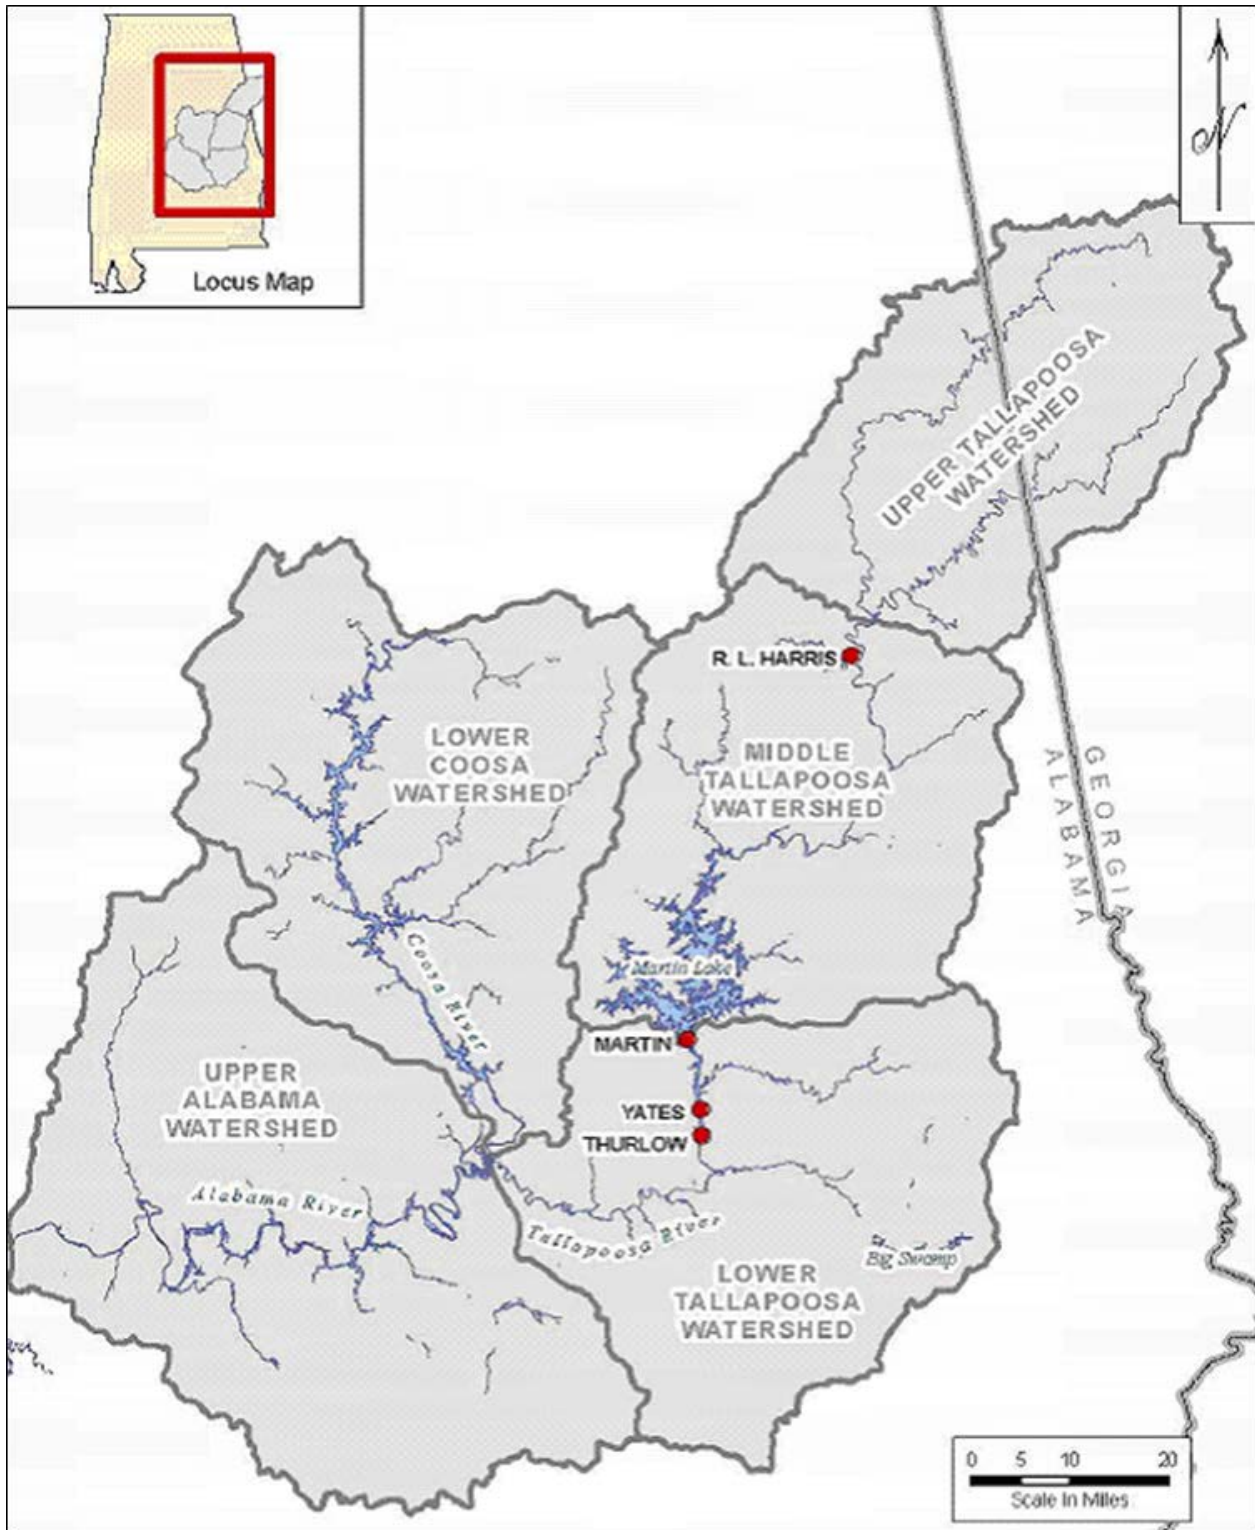 Locus Map
N
UPPER TALLAPOOSA
WATERSHED
R. L. HARRIS
LOWER
COOSA
WATERSHED
MIDDLE
TALLAPOOSA
WATERSHED
GEORGIA
ALABAMA
Coosa River
Martin Lake
MARTIN
UPPER
ALABAMA
WATERSHED
YATES
THURLOW
Alabama River
Tallapoosa River
Big Swamp
LOWER
TALLAPOOSA
WATERSHED
0 5 10 20
Scale In Miles